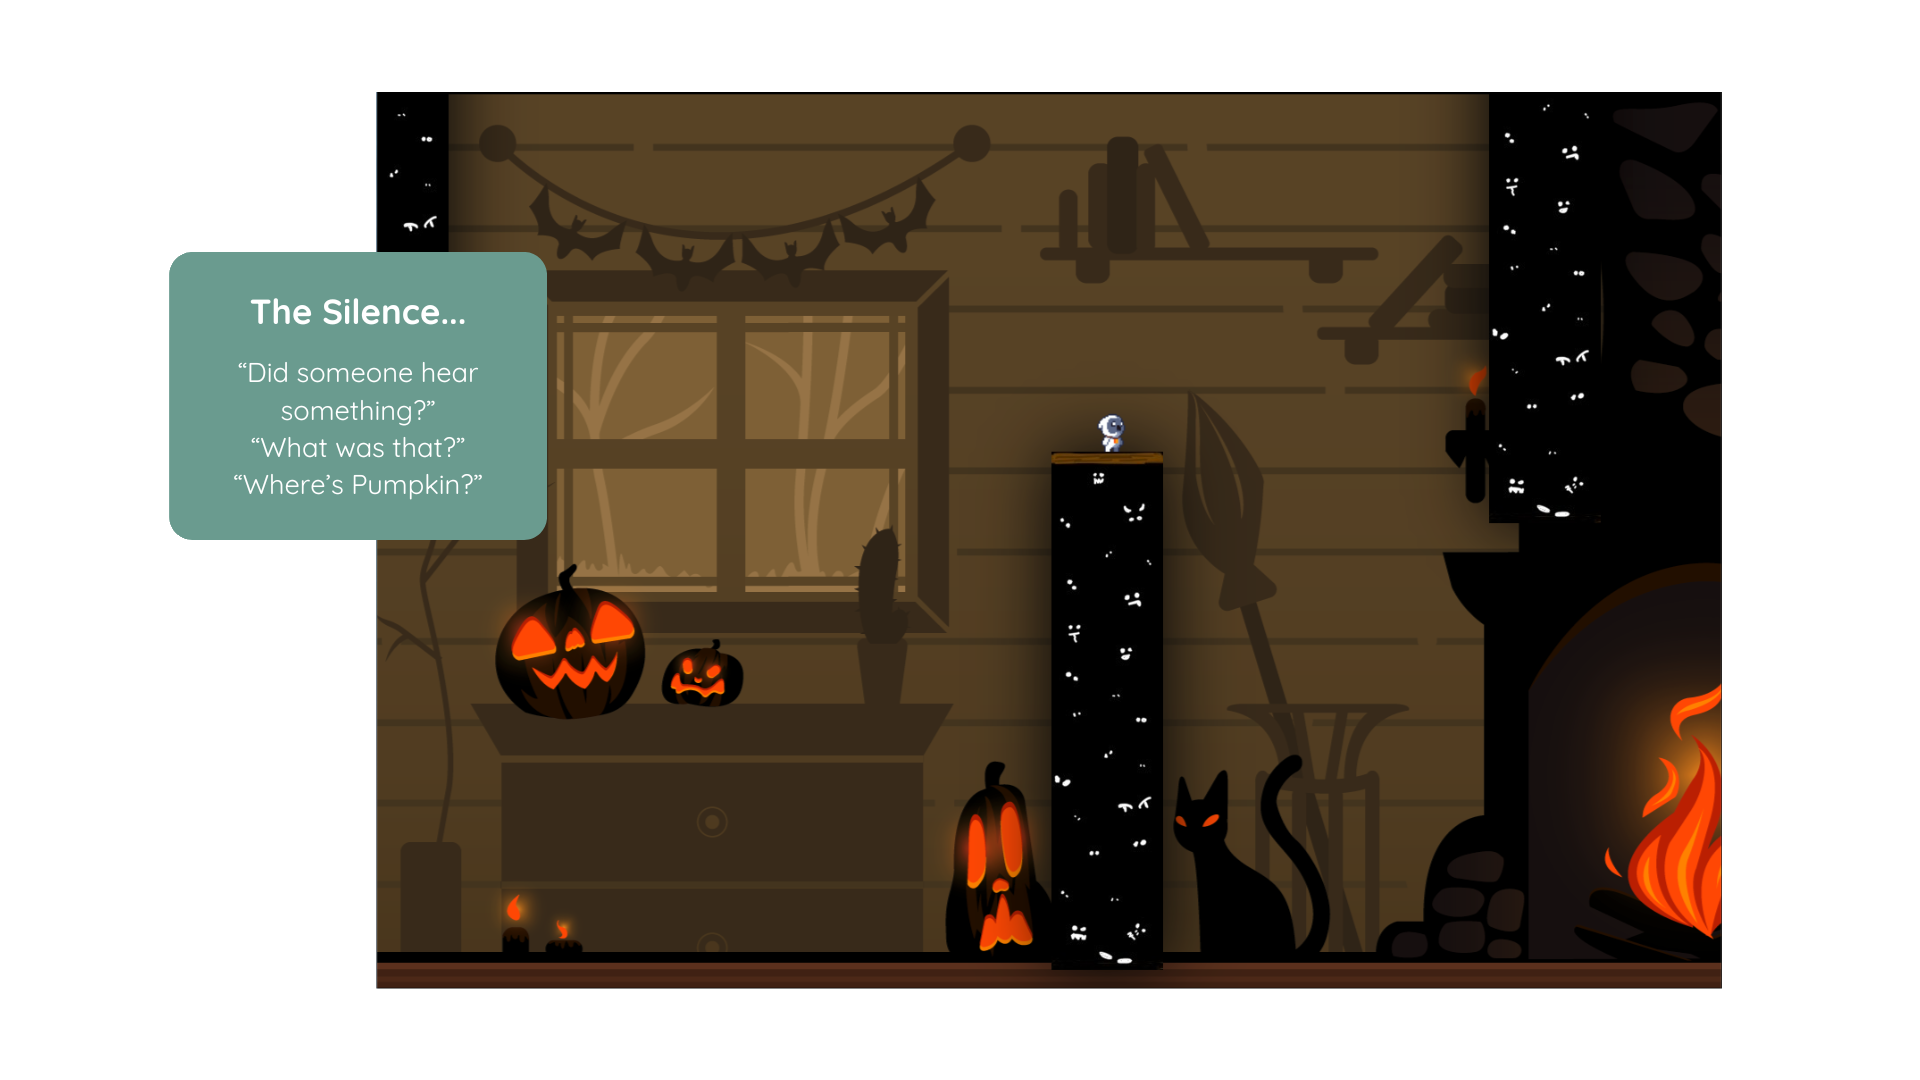 The Silence...
“Did someone hear
something?”
“What was that?”
“Where’s Pumpkin?”